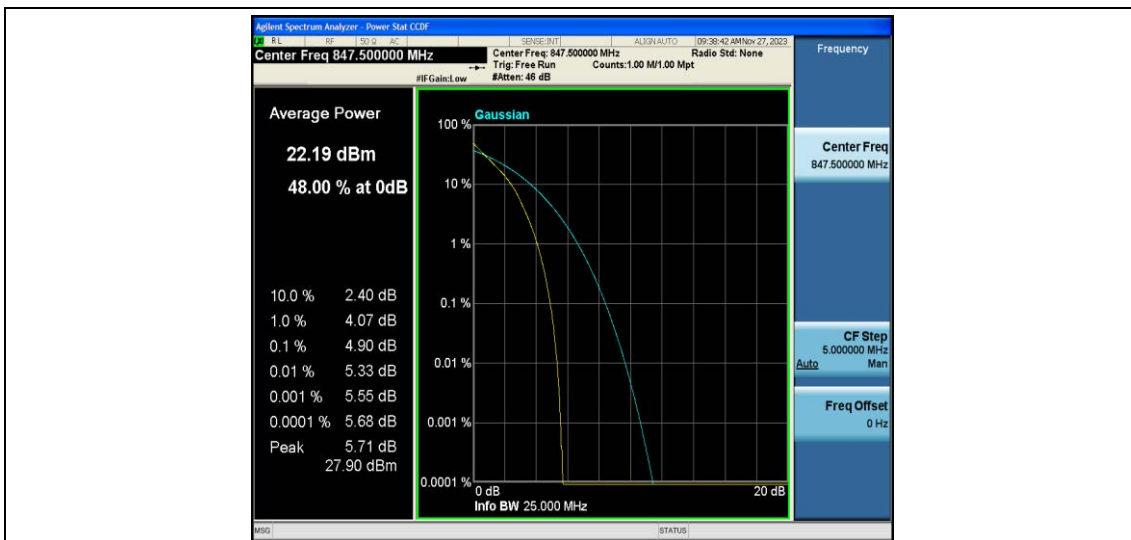 Agilent Spectrum Analyzer - Power Stat CCDF
RL RF 50 Ω AC SENSE:INT ALIGN AUTO 09:38:42 AM Nov 27, 2023
Center Freq 847.500000 MHz
Center Freq: 847.500000 MHz Radio Std: None
Trig: Free Run Counts:1.00 M/1.00 Mpt
#IFGain:Low #Atten: 46 dB
Frequency
Average Power
22.19 dBm
48.00 % at 0dB
10.0 % 2.40 dB
1.0 % 4.07 dB
0.1 % 4.90 dB
0.01 % 5.33 dB
0.001 % 5.55 dB
0.0001 % 5.68 dB
Peak 5.71 dB
27.90 dBm
Gaussian
100 %
10 %
1 %
0.1 %
0.01 %
0.001 %
0.0001 %
0 dB 20 dB
Info BW 25.000 MHz
Center Freq
847.500000 MHz
CF Step
5.000000 MHz
Auto Man
Freq Offset
0 Hz
MSG STATUS